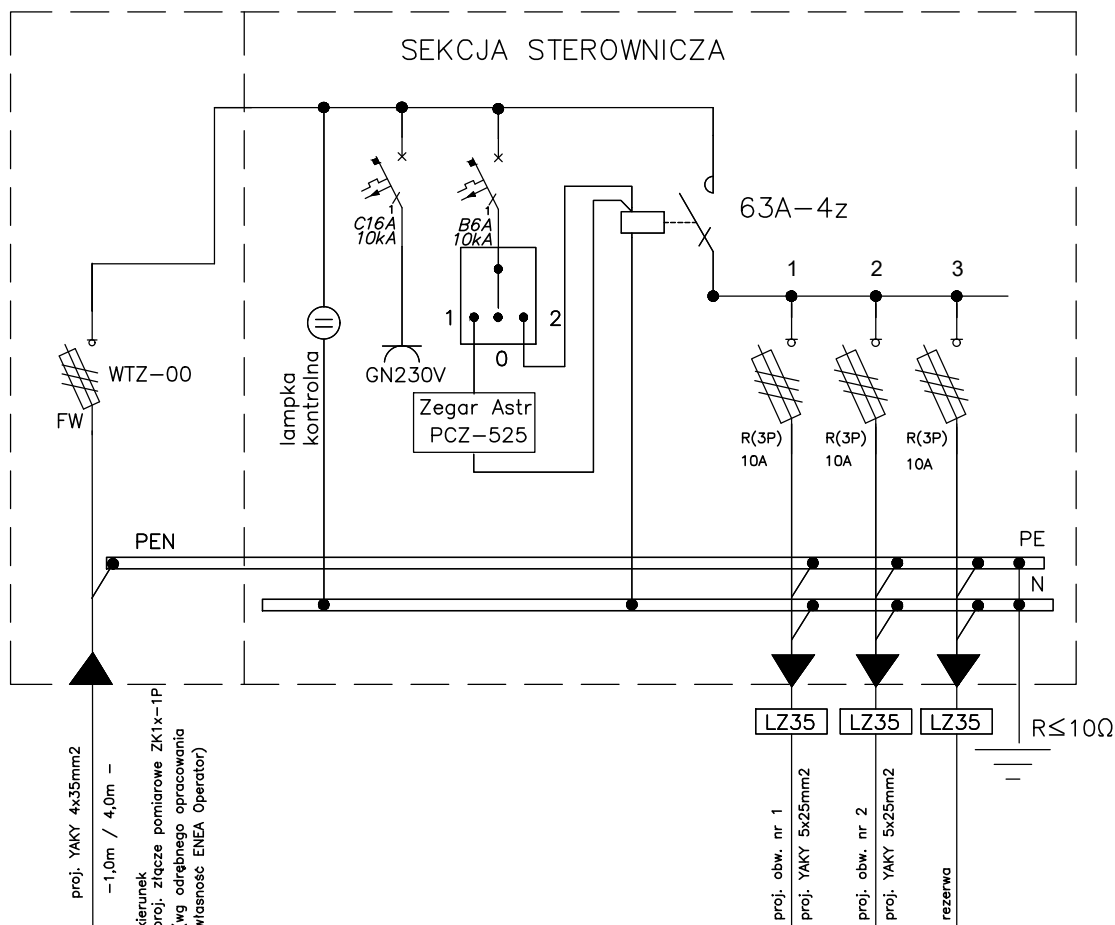 SEKCJA STEROWNICZA
63A-4z
C16A
10kA
1
B6A
10kA
1
1
2
0
1
2
3
WTZ-00
FW
lampka
kontrolna
GN230V
Zegar Astr
PCZ-525
R(3P)
10A
R(3P)
10A
R(3P)
10A
PEN
PE
N
LZ35
LZ35
LZ35
R≤10Ω
proj. YAKY 4x35mm2
-1,0m / 4,0m -
kierunek
proj. złącze pomiarowe ZK1x-1P
(wg odrębnego opracowania
własność ENEA Operator)
proj. obw. nr 1
proj. YAKY 5x25mm2
proj. obw. nr 2
proj. YAKY 5x25mm2
rezerwa